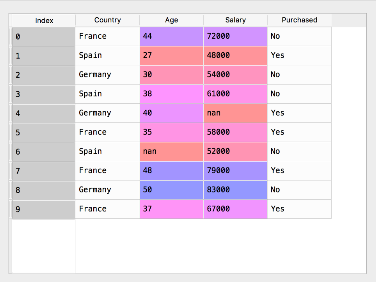 Index Country Age Salary Purchased
0 France 44 72000 No
1 Spain 27 48000 Yes
2 Germany 30 54000 No
3 Spain 38 61000 No
4 Germany 40 nan Yes
5 France 35 58000 Yes
6 Spain nan 52000 No
7 France 48 79000 Yes
8 Germany 50 83000 No
9 France 37 67000 Yes